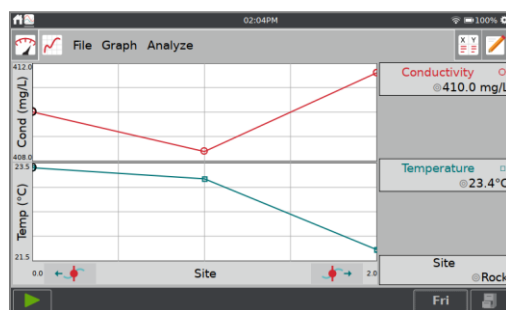 02:04PM
100%
File Graph Analyze
X Y
412.0
Cond (mg/L)
408.0
Conductivity
410.0 mg/L
23.5
Temp (°C)
21.5
Temperature
23.4°C
0.0
Site
2.0
Site
Rock
Fri